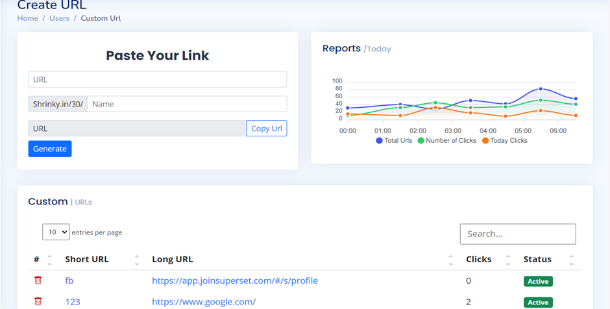 Create URL
Home / Users / Custom Url
Paste Your Link
URL
Shrinky.in/30/ Name
URL Copy Url
Generate
Reports /Today
100
80
60
40
20
0
00:00 01:00 02:00 03:00 04:00 05:00 06:00
Total Urls Number of Clicks Today Clicks
Custom | URLs
10 entries per page
Search...
# Short URL Long URL Clicks Status
fb https://app.joinsuperset.com/#/s/profile 0 Active
123 https://www.google.com/ 2 Active